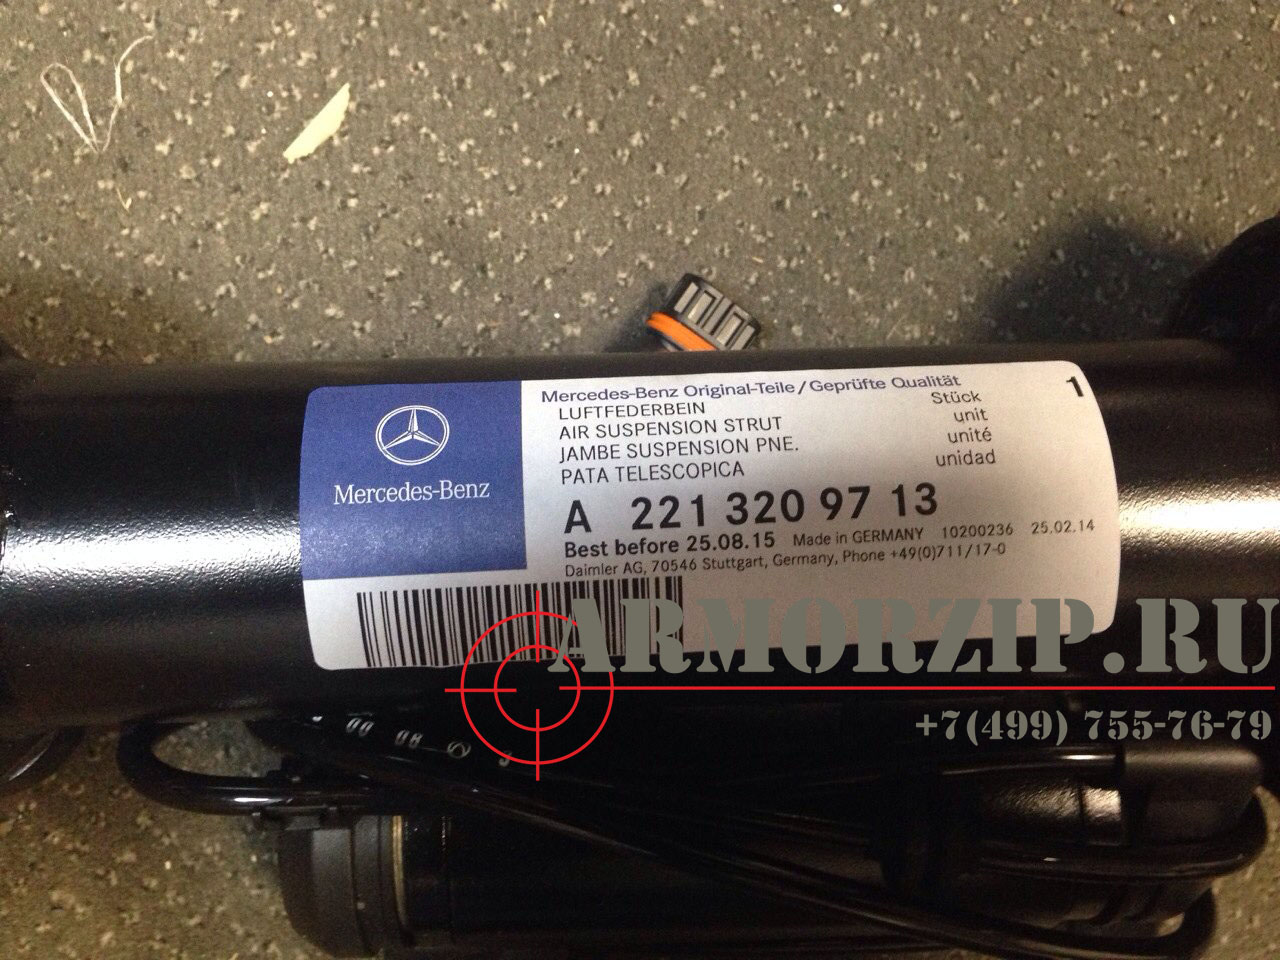 Mercedes-Benz
Mercedes-Benz Original-Teile/Geprüfte Qualität
1
LUFTFEDERBEIN Stück
AIR SUSPENSION STRUT unit
JAMBE SUSPENSION PNE. unité
PATA TELESCOPICA unidad
A 221 320 97 13
Best before 25.08.15 Made in GERMANY 10200236 25.02.14
Daimler AG, 70546 Stuttgart, Germany, Phone +49(0)711/17-0
ARMORZIP.RU
+7(499) 755-76-79